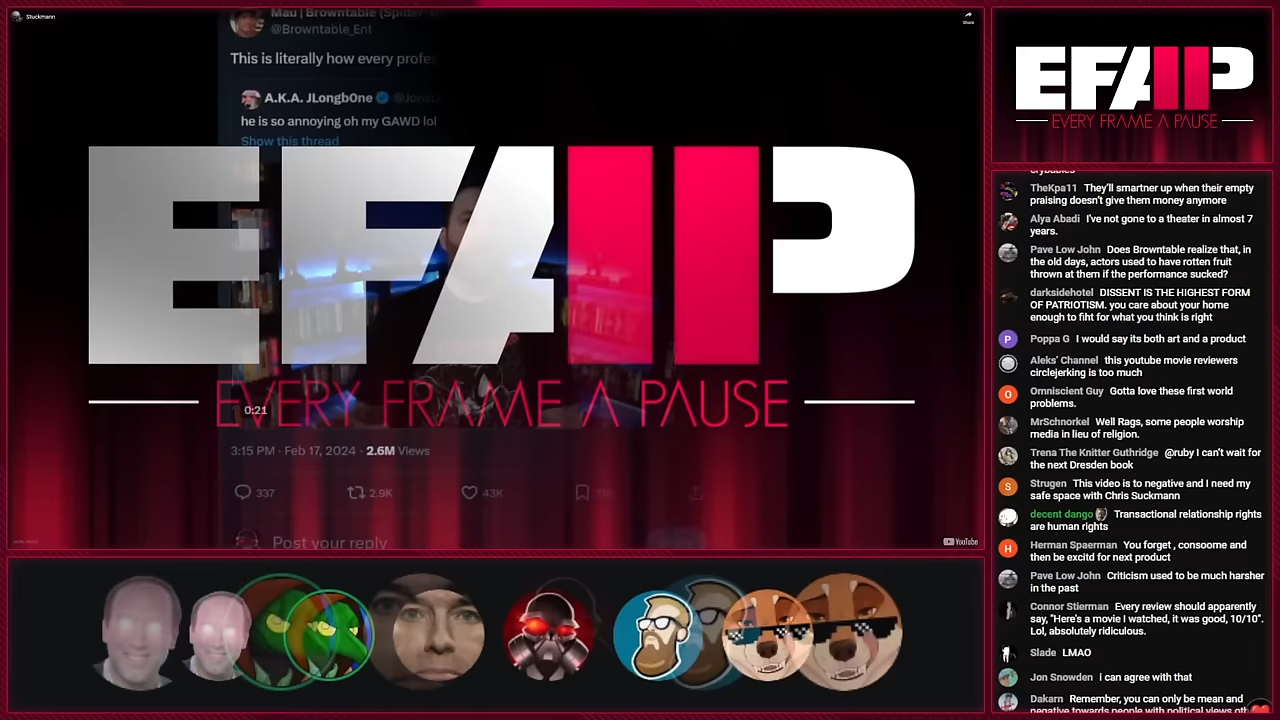 Stuckmann
Share
Mau | Browntable (Spider-
@Browntable_Ent
This is literally how every profe
A.K.A. JLongb0ne
he is so annoying oh my GAWD lol
Show this thread
EFAP
EVERY FRAME A PAUSE
0:21
3:15 PM · Feb 17, 2024 · 2.6M Views
337
2.9K
43K
Post your reply
YouTube
EFAP
EVERY FRAME A PAUSE
crybabies
TheKpa11 They'll smartner up when their empty
praising doesn't give them money anymore
Alya Abadi I've not gone to a theater in almost 7
years.
Pave Low John Does Browntable realize that, in
the old days, actors used to have rotten fruit
thrown at them if the performance sucked?
darksidehotel DISSENT IS THE HIGHEST FORM
OF PATRIOTISM. you care about your home
enough to fiht for what you think is right
P
Poppa G I would say its both art and a product
Aleks' Channel this youtube movie reviewers
circlejerking is too much
O
Omniscient Guy Gotta love these first world
problems.
MrSchnorkel Well Rags, some people worship
media in lieu of religion.
Trena The Knitter Guthridge @ruby I can't wait for
the next Dresden book
S
Strugen This video is to negative and I need my
safe space with Chris Suckmann
decent dango Transactional relationship rights
are human rights
H
Herman Spaerman You forget , consoome and
then be excitd for next product
Pave Low John Criticism used to be much harsher
in the past
Connor Stierman Every review should apparently
say, "Here's a movie I watched, it was good, 10/10".
Lol, absolutely ridiculous.
Slade LMAO
Jon Snowden i can agree with that
Dakarn Remember, you can only be mean and
negative towards people with political views oth